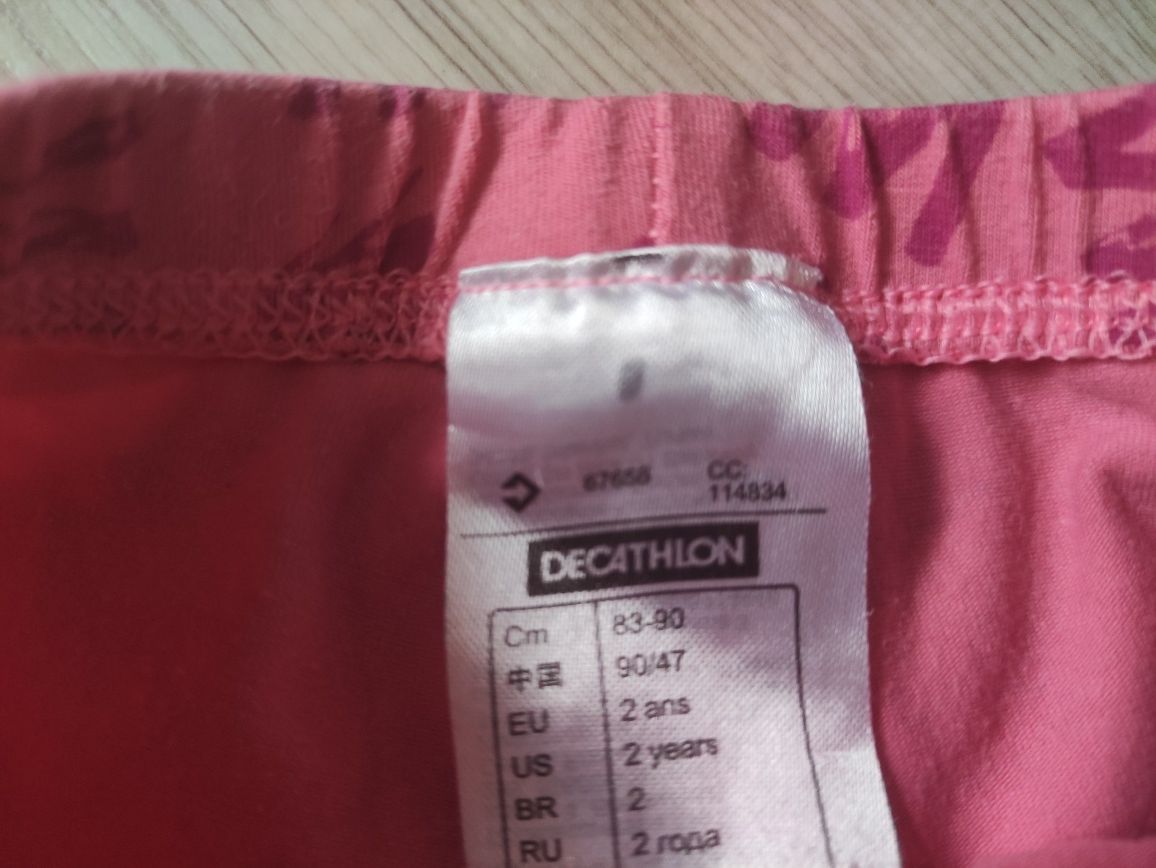 67658 CC:
114834
DECATHLON
Cm 83-90
中国 90/47
EU 2 ans
US 2 years
BR 2
RU 2 года